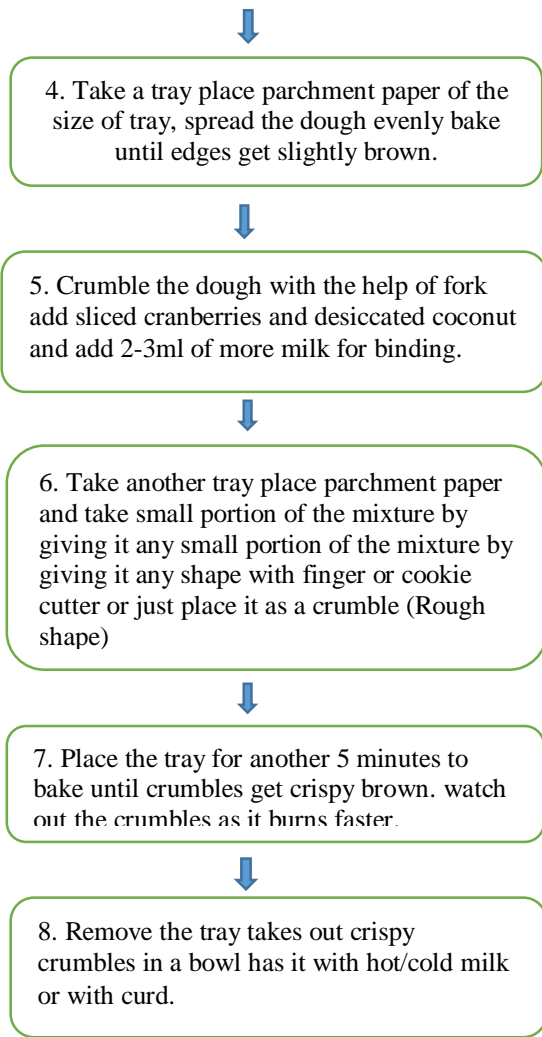 4. Take a tray place parchment paper of the
size of tray, spread the dough evenly bake
until edges get slightly brown.
5. Crumble the dough with the help of fork
add sliced cranberries and desiccated coconut
and add 2-3ml of more milk for binding.
6. Take another tray place parchment paper
and take small portion of the mixture by
giving it any small portion of the mixture by
giving it any shape with finger or cookie
cutter or just place it as a crumble (Rough
shape)
7. Place the tray for another 5 minutes to
bake until crumbles get crispy brown. watch
out the crumbles as it burns faster.
8. Remove the tray takes out crispy
crumbles in a bowl has it with hot/cold milk
or with curd.